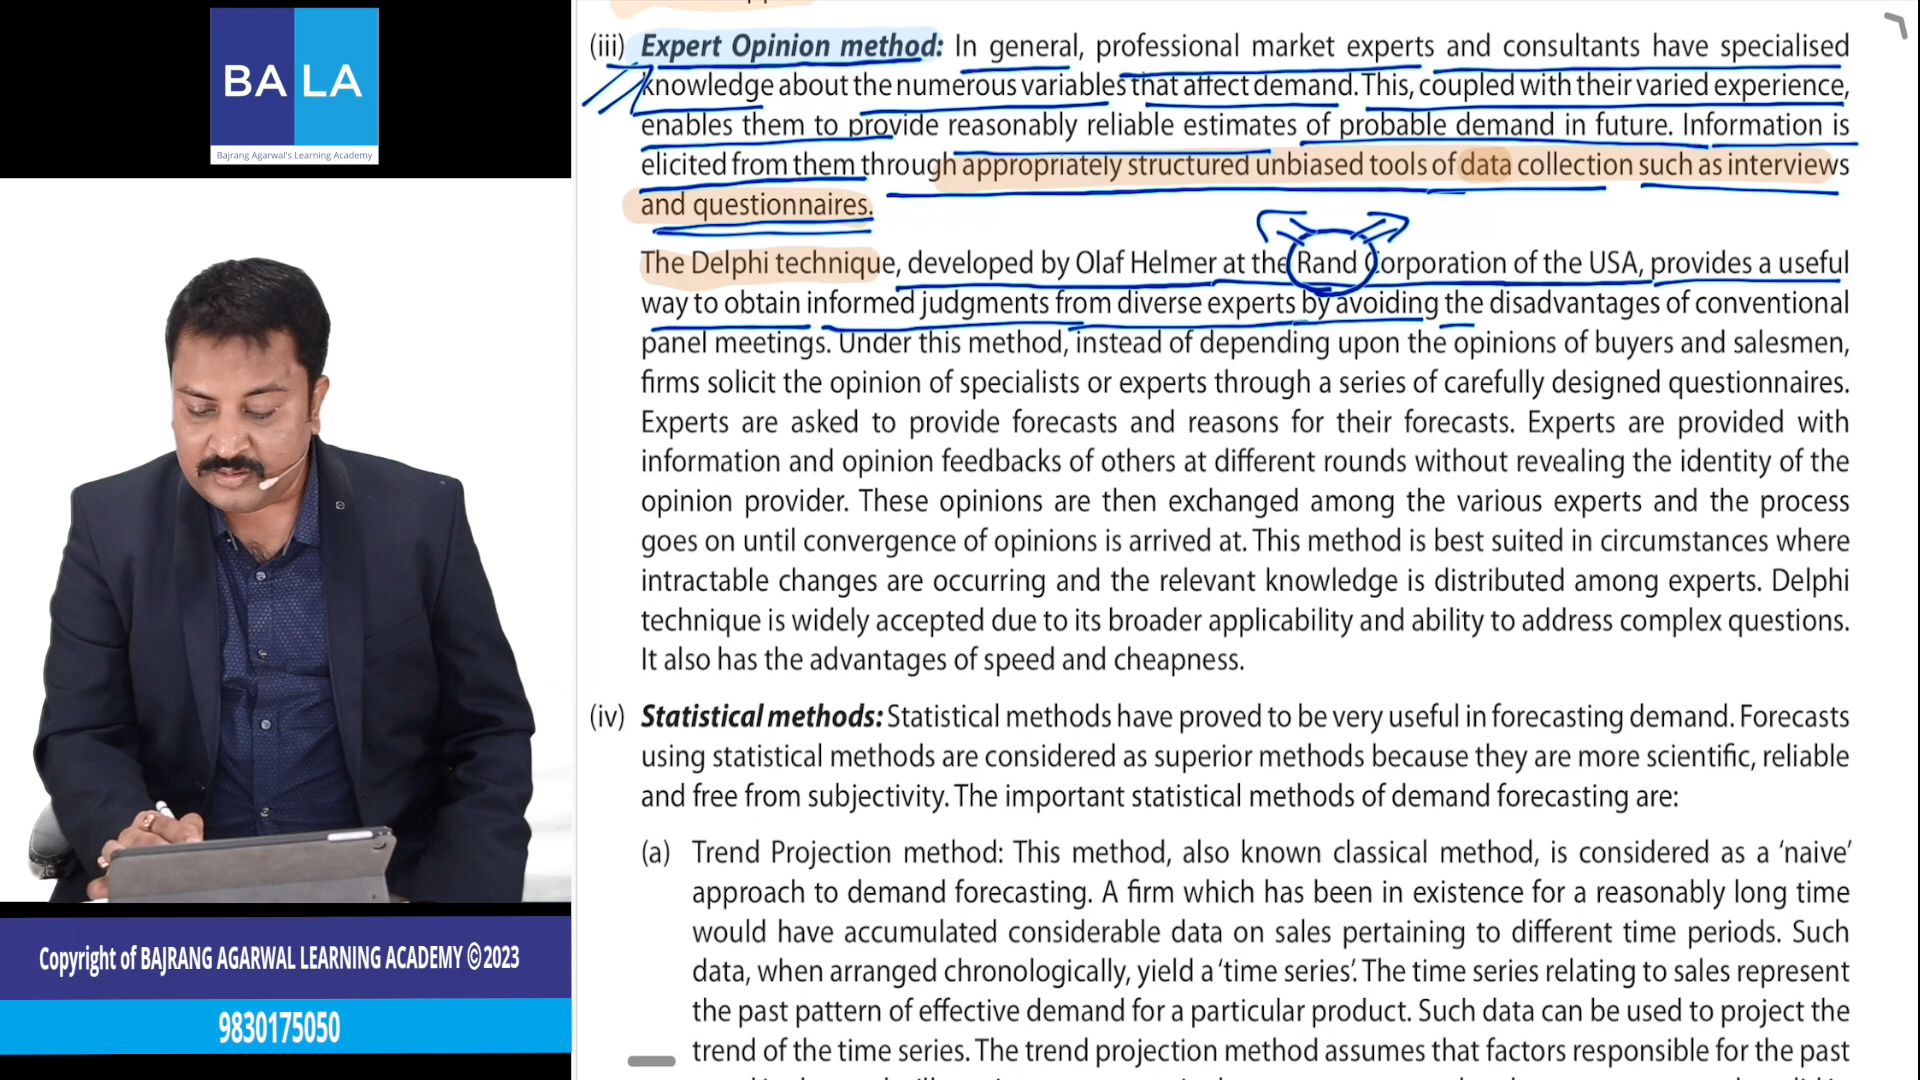 BA LA
Bajrang Agarwal's Learning Academy
(iii) Expert Opinion method: In general, professional market experts and consultants have specialised
knowledge about the numerous variables that affect demand. This, coupled with their varied experience,
enables them to provide reasonably reliable estimates of probable demand in future. Information is
elicited from them through appropriately structured unbiased tools of data collection such as interviews
and questionnaires.
The Delphi technique, developed by Olaf Helmer at the Rand Corporation of the USA, provides a useful
way to obtain informed judgments from diverse experts by avoiding the disadvantages of conventional
panel meetings. Under this method, instead of depending upon the opinions of buyers and salesmen,
firms solicit the opinion of specialists or experts through a series of carefully designed questionnaires.
Experts are asked to provide forecasts and reasons for their forecasts. Experts are provided with
information and opinion feedbacks of others at different rounds without revealing the identity of the
opinion provider. These opinions are then exchanged among the various experts and the process
goes on until convergence of opinions is arrived at. This method is best suited in circumstances where
intractable changes are occurring and the relevant knowledge is distributed among experts. Delphi
technique is widely accepted due to its broader applicability and ability to address complex questions.
It also has the advantages of speed and cheapness.
(iv) Statistical methods: Statistical methods have proved to be very useful in forecasting demand. Forecasts
using statistical methods are considered as superior methods because they are more scientific, reliable
and free from subjectivity. The important statistical methods of demand forecasting are:
(a) Trend Projection method: This method, also known classical method, is considered as a ‘naive’
approach to demand forecasting. A firm which has been in existence for a reasonably long time
would have accumulated considerable data on sales pertaining to different time periods. Such
data, when arranged chronologically, yield a ‘time series’. The time series relating to sales represent
the past pattern of effective demand for a particular product. Such data can be used to project the
trend of the time series. The trend projection method assumes that factors responsible for the past
Copyright of BAJRANG AGARWAL LEARNING ACADEMY ©2023
9830175050